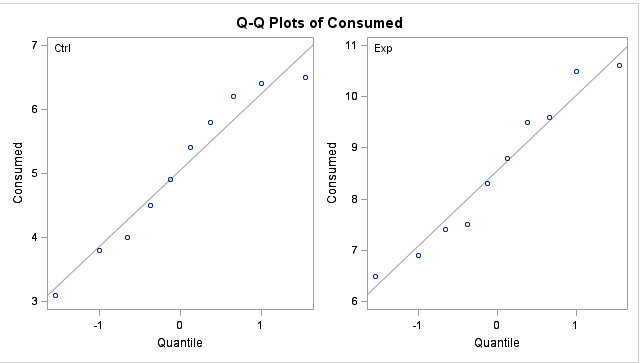 Q-Q Plots of Consumed
Ctrl
7
6
5
4
3
Consumed
-1 0 1
Quantile
Exp
11
10
9
8
7
6
Consumed
-1 0 1
Quantile